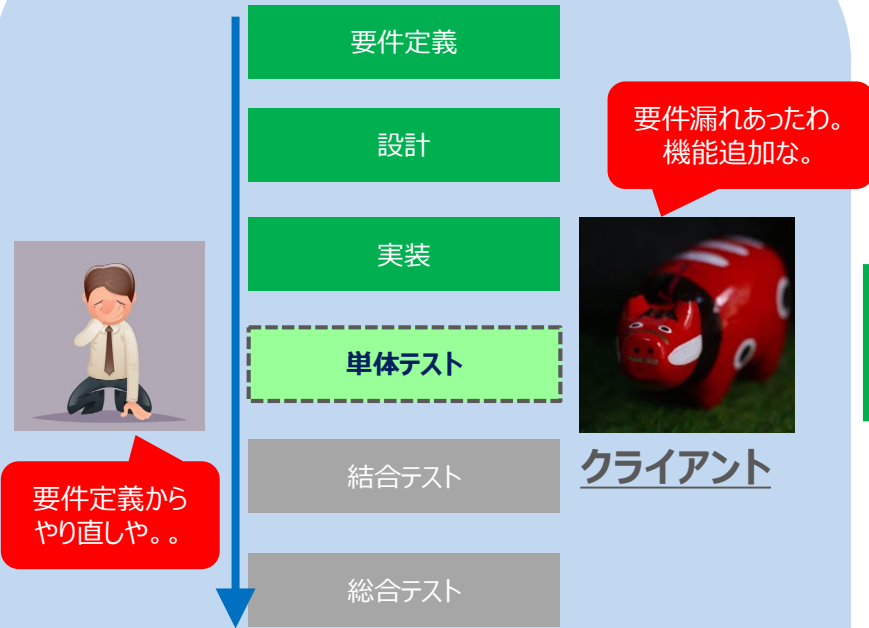 要件定義
設計
要件漏れあったわ。
機能追加な。
実装
単体テスト
結合テスト
クライアント
要件定義から
やり直しや。。
総合テスト